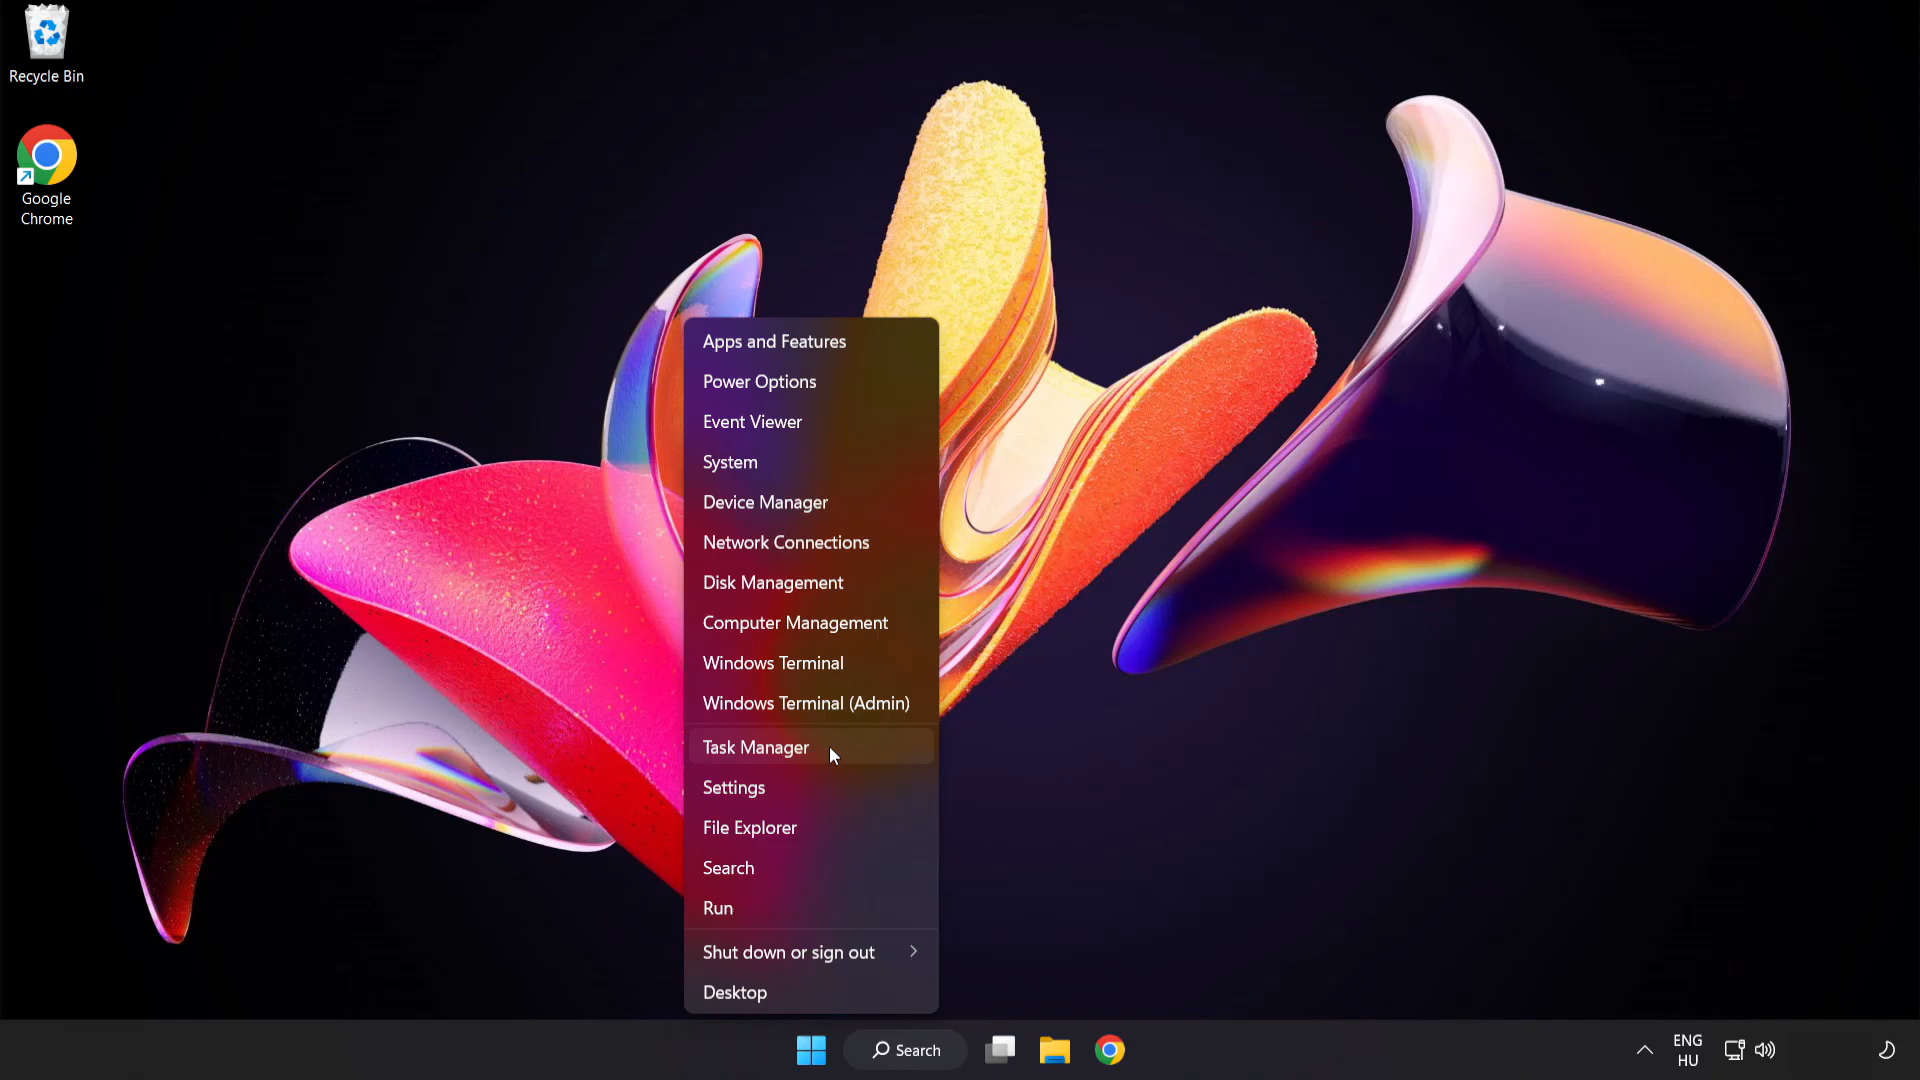 Recycle Bin
Google
Chrome
Apps and Features
Power Options
Event Viewer
System
Device Manager
Network Connections
Disk Management
Computer Management
Windows Terminal
Windows Terminal (Admin)
Task Manager
Settings
File Explorer
Search
Run
Shut down or sign out
Desktop
Search
ENG
HU